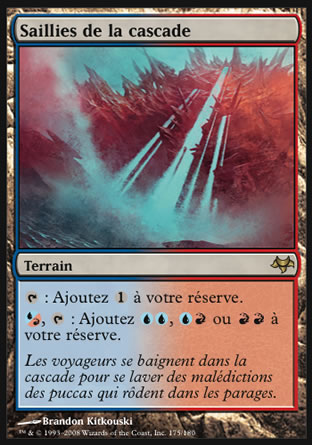 Saillies de la cascade
Terrain
: Ajoutez 1 à votre réserve.
, : Ajoutez , ou à
votre réserve.
Les voyageurs se baignent dans la
cascade pour se laver des malédictions
des puccas qui rôdent dans les parages.
Brandon Kitkouski
™ & © 1993-2008 Wizards of the Coast, Inc. 175/180